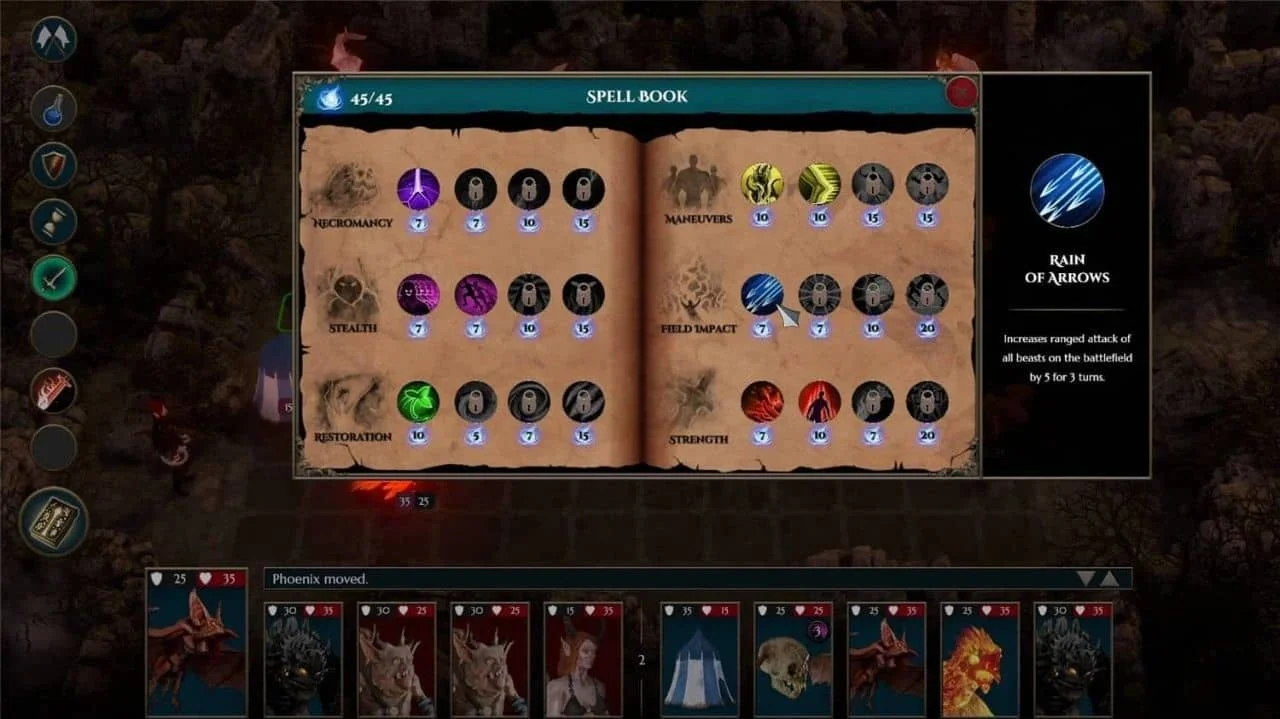 45/45
SPELL BOOK
NECROMANCY
7 7 10 15
MANEUVERS
10 10 15 15
STEALTH
7 7 10 15
FIELD IMPACT
7 7 10 20
RESTORATION
10 5 7 15
STRENGTH
7 10 7 20
RAIN
OF ARROWS
Increases ranged attack of
all beasts on the battlefield
by 5 for 3 turns.
15
35 25
Phoenix moved.
25 35
30 35
30 25
30 25
15 35
2
35 15
25 25
3
25 35
25 35
30 35